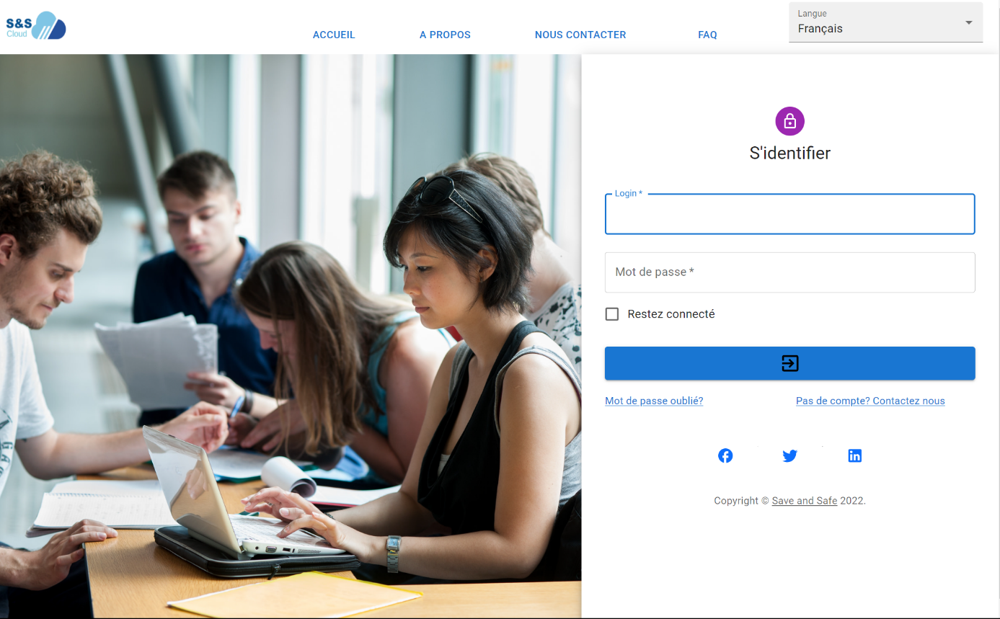 S&S
Cloud
ACCUEIL
A PROPOS
NOUS CONTACTER
FAQ
Langue
Français
S'identifier
Login *
Mot de passe *
Restez connecté
Mot de passe oublié?
Pas de compte? Contactez nous
Copyright © Save and Safe 2022.